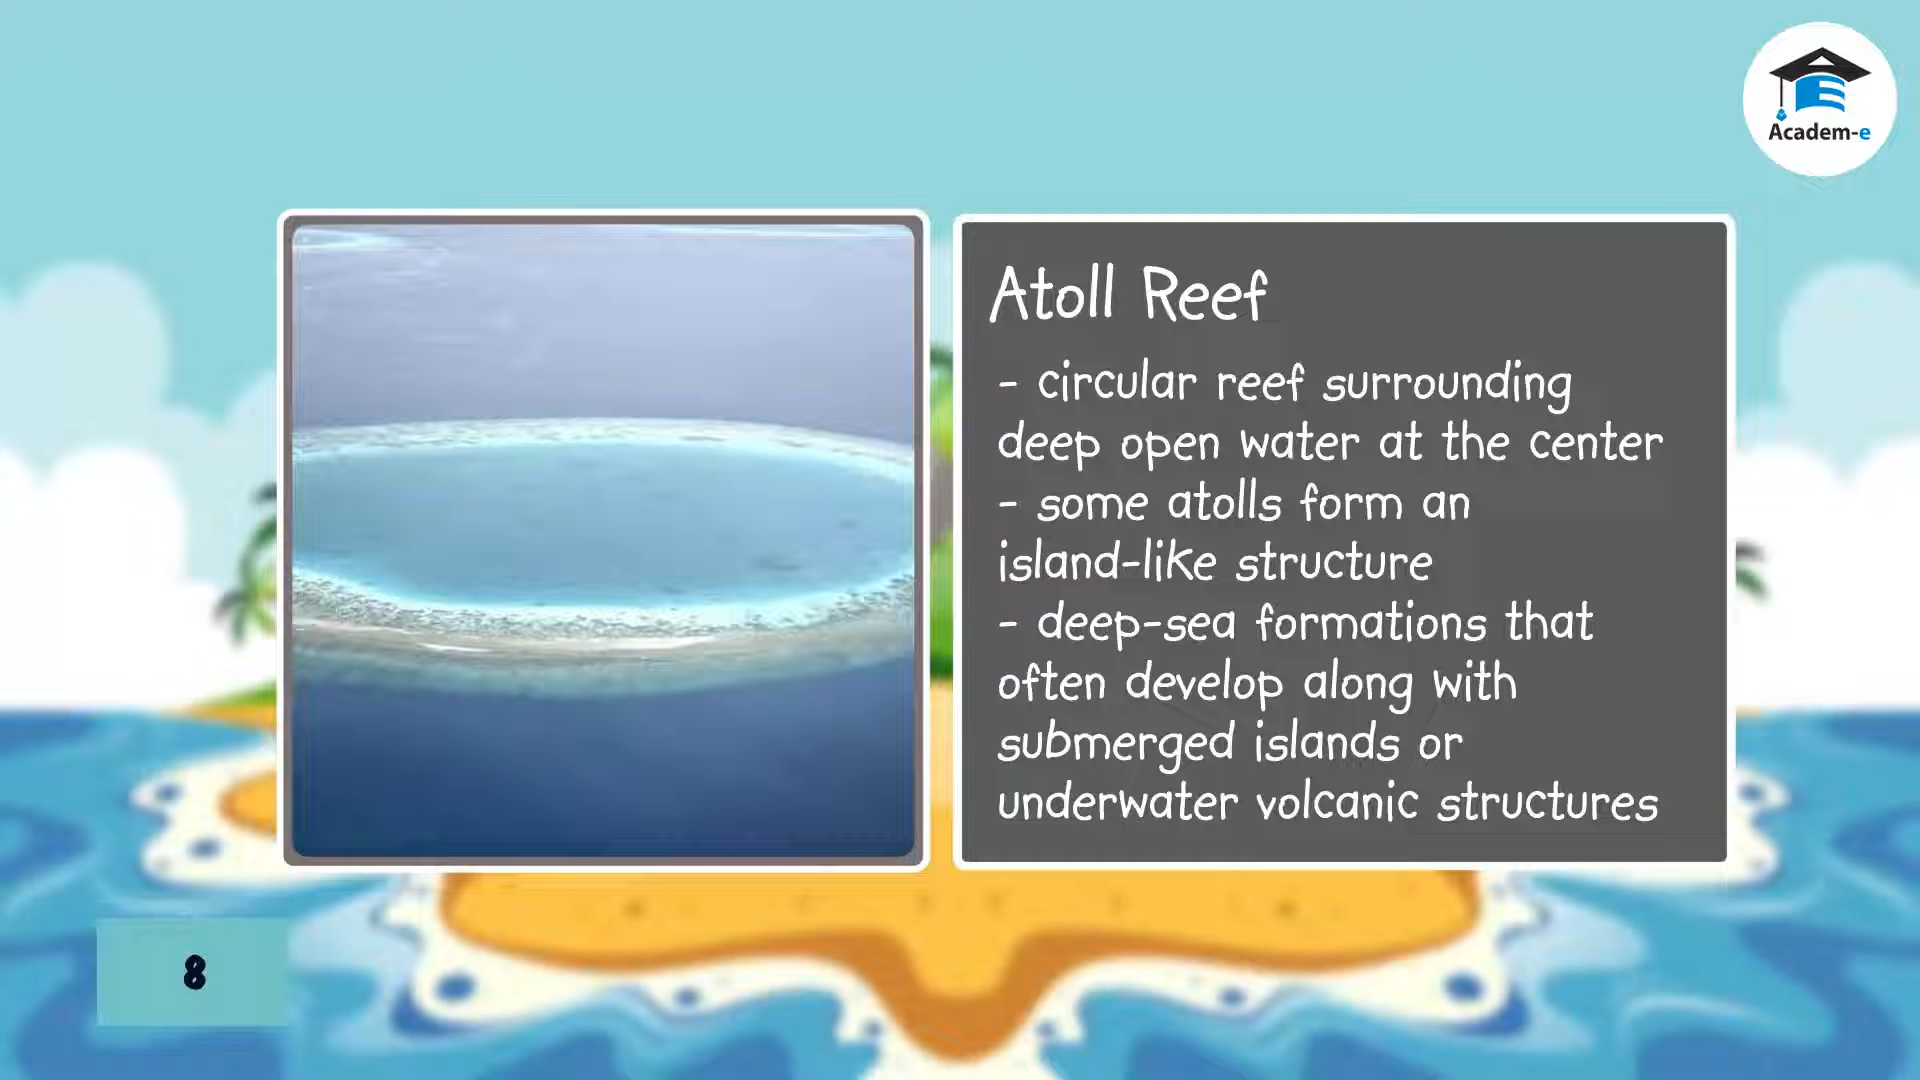 Academ-e
Atoll Reef
- circular reef surrounding
deep open water at the center
- some atolls form an
island-like structure
- deep-sea formations that
often develop along with
submerged islands or
underwater volcanic structures
8